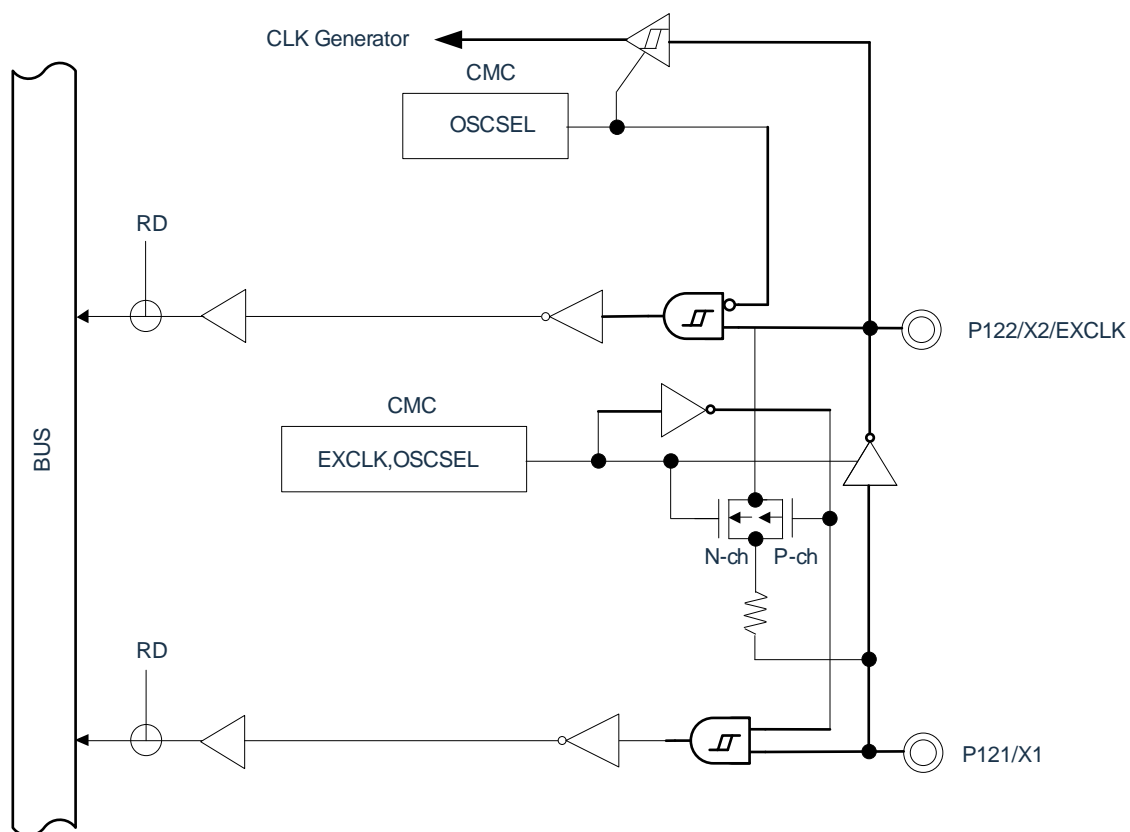 CLK Generator
CMC
OSCSEL
RD
P122/X2/EXCLK
CMC
EXCLK,OSCSEL
BUS
N-ch
P-ch
RD
P121/X1